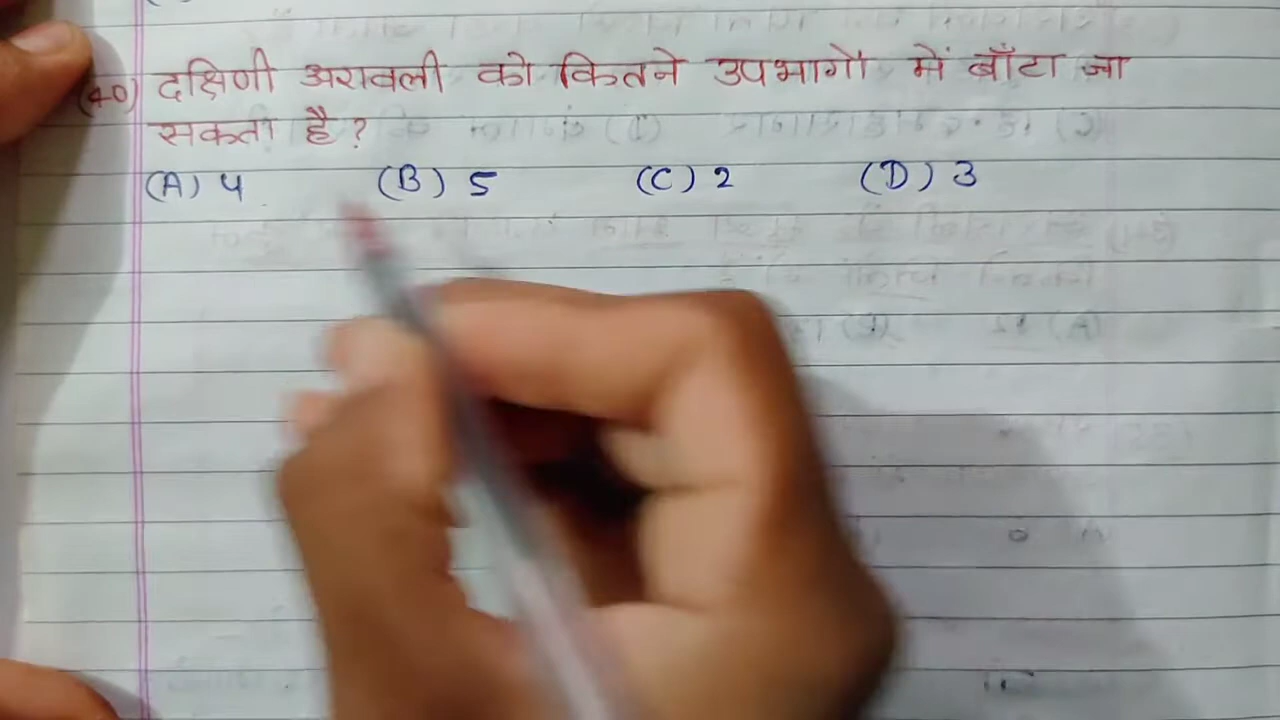 (40) दक्षिणी अरावली को कितने उपभागों में बाँटा जा
सकता है?
(A) 4 (B) 5 (C) 2 (D) 3